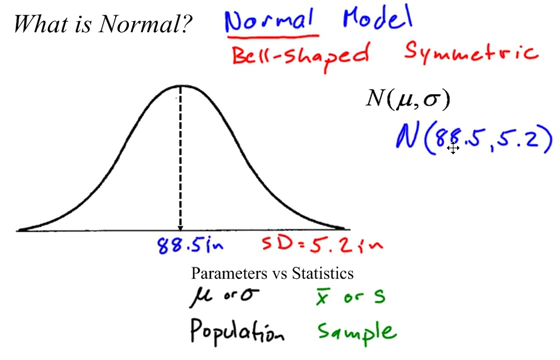 What is Normal? Normal Model
Bell-shaped Symmetric
N(μ, σ)
N(88.5, 5.2)
88.5in SD=5.2in
Parameters vs Statistics
μ or σ x̄ or s
Population Sample